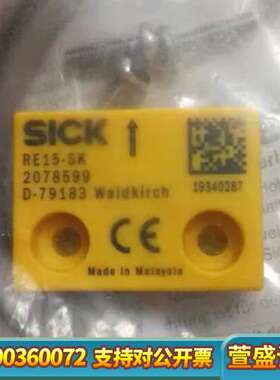 SICK
RE15-SK
2078599
D-79183 Waldkirch
19340287
CE
Made in Malaysia
00360072 支持对公开票 萱盛